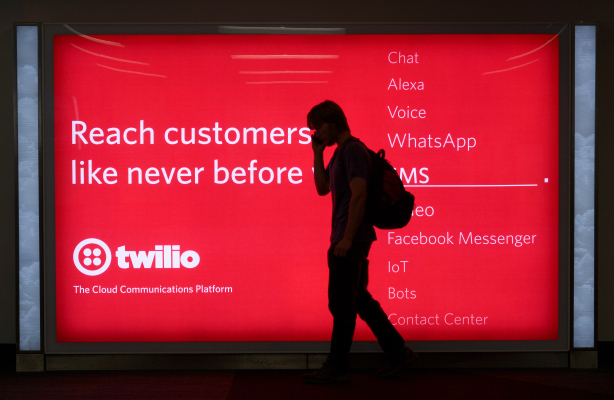 Reach customers
like never before
twilio
The Cloud Communications Platform
Chat
Alexa
Voice
WhatsApp
.
Facebook Messenger
IoT
Bots
Contact Center